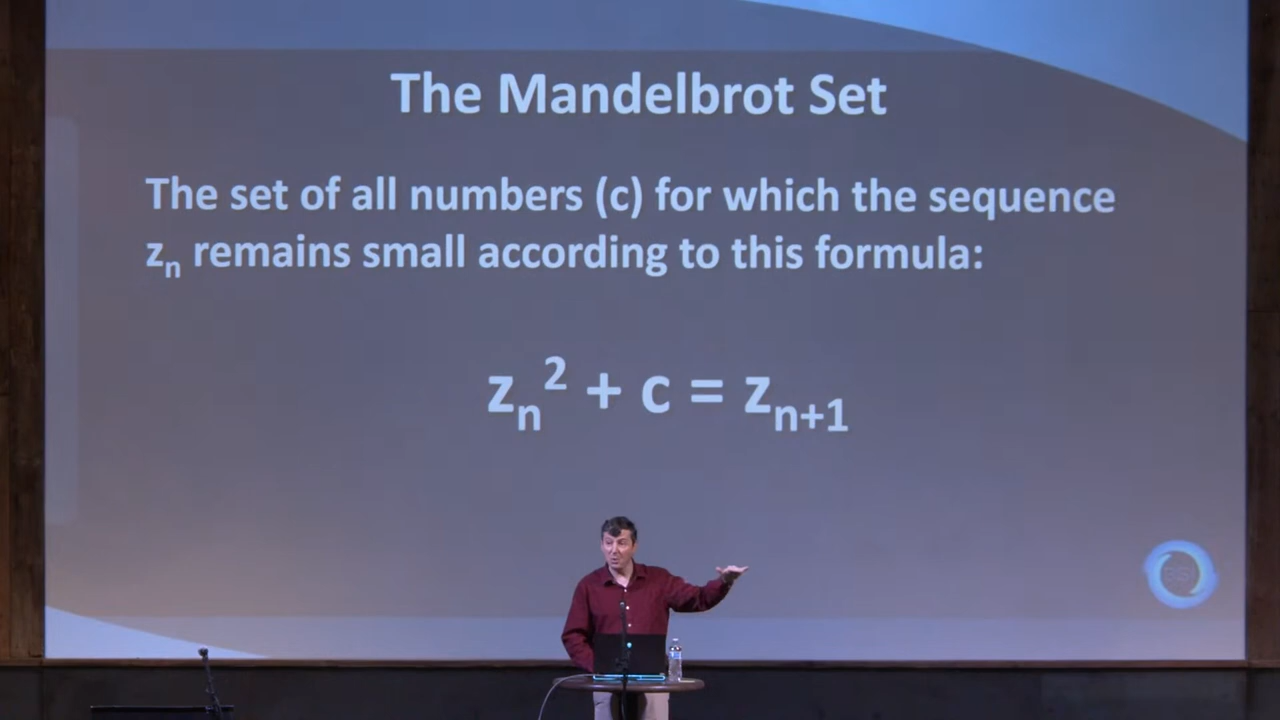 The Mandelbrot Set
The set of all numbers (c) for which the sequence
zₙ remains small according to this formula:
zₙ² + c = zₙ₊₁